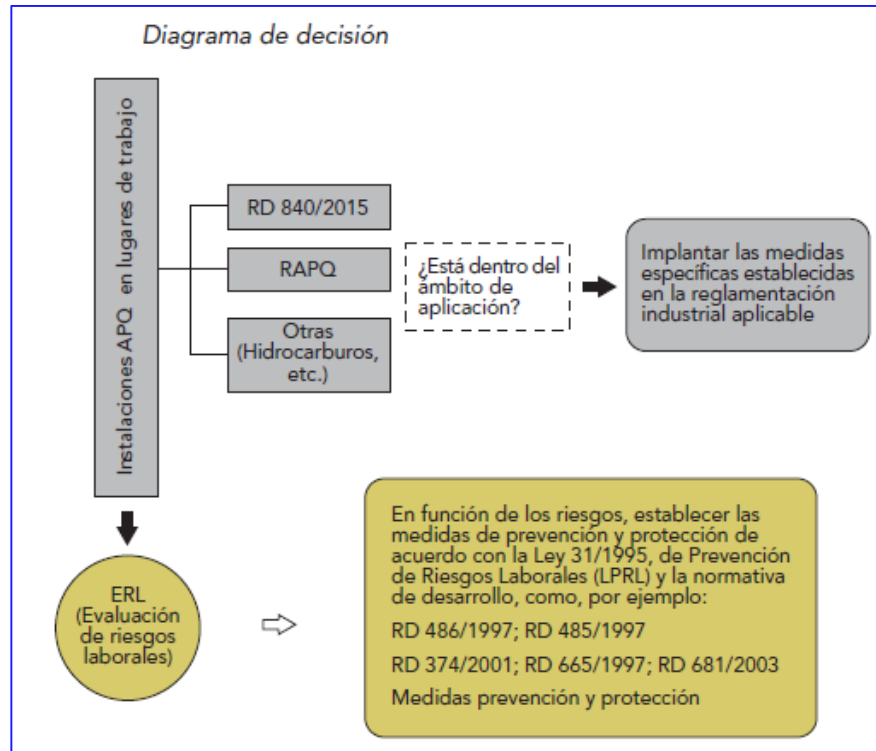 Diagrama de decisión
Instalaciones APQ en lugares de trabajo
RD 840/2015
RAPQ
Otras
(Hidrocarburos,
etc.)
¿Está dentro del
ámbito de
aplicación?
Implantar las medidas
específicas establecidas
en la reglamentación
industrial aplicable
ERL
(Evaluación
de riesgos
laborales)
En función de los riesgos, establecer las
medidas de prevención y protección de
acuerdo con la Ley 31/1995, de Prevención
de Riesgos Laborales (LPRL) y la normativa
de desarrollo, como, por ejemplo:
RD 486/1997; RD 485/1997
RD 374/2001; RD 665/1997; RD 681/2003
Medidas prevención y protección